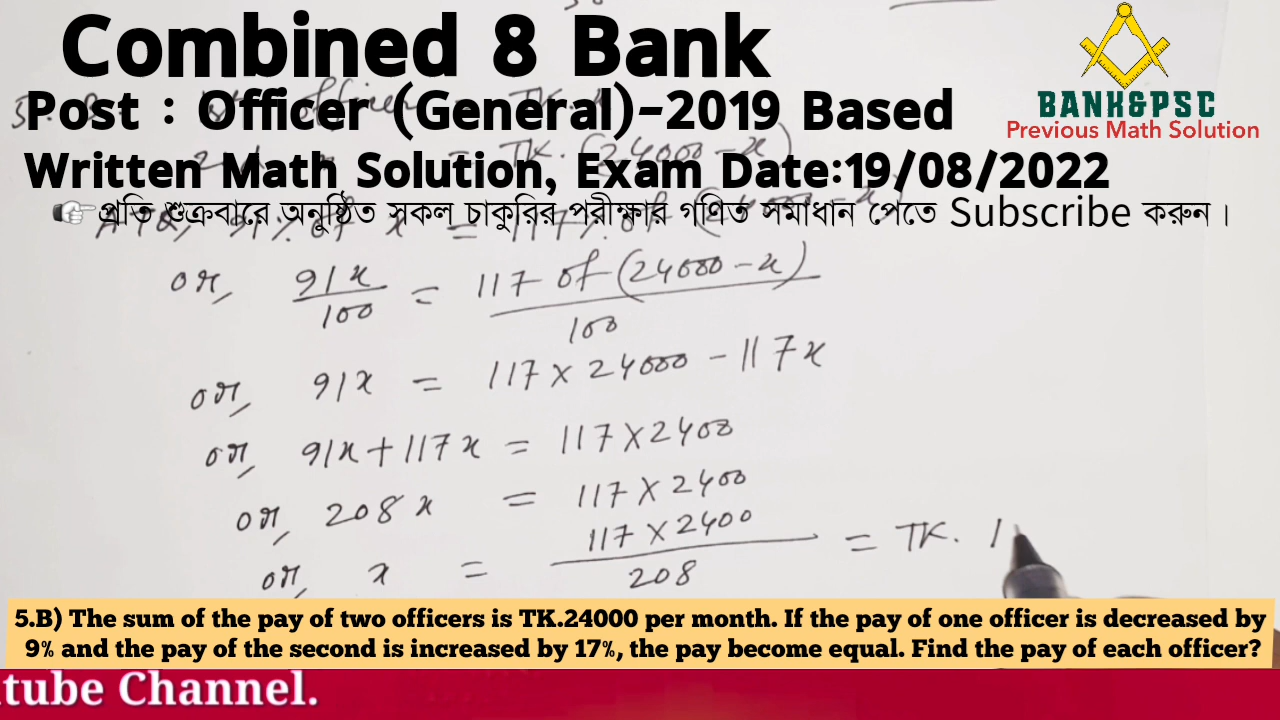 Combined 8 Bank
BANK&PSC
Previous Math Solution
Post : Officer (General)-2019 Based
= TK. (24000 - x)
Written Math Solution, Exam Date:19/08/2022
প্রতি শুক্রবারে অনুষ্ঠিত সকল চাকুরির পরীক্ষার গণিত সমাধান পেতে Subscribe করুন।
or, 91x/100 = 117 of (24000 - x)/100
or, 91x = 117 x 24000 - 117x
or, 91x + 117x = 117 X 2400
or, 208x = 117 X 2400
or, x = 117 X 2400/208 = TK. 1
5.B) The sum of the pay of two officers is TK.24000 per month. If the pay of one officer is decreased by
9% and the pay of the second is increased by 17%, the pay become equal. Find the pay of each officer?
tube Channel.